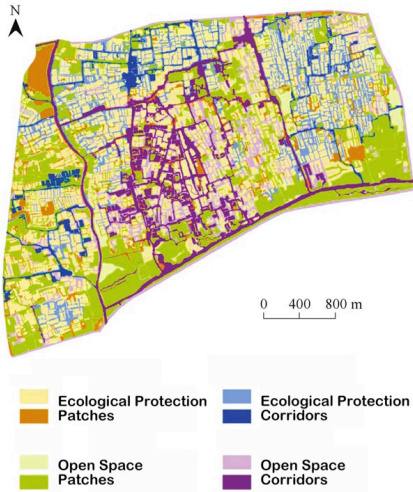 N
0 400 800 m
Ecological Protection Patches
Ecological Protection Corridors
Open Space Patches
Open Space Corridors